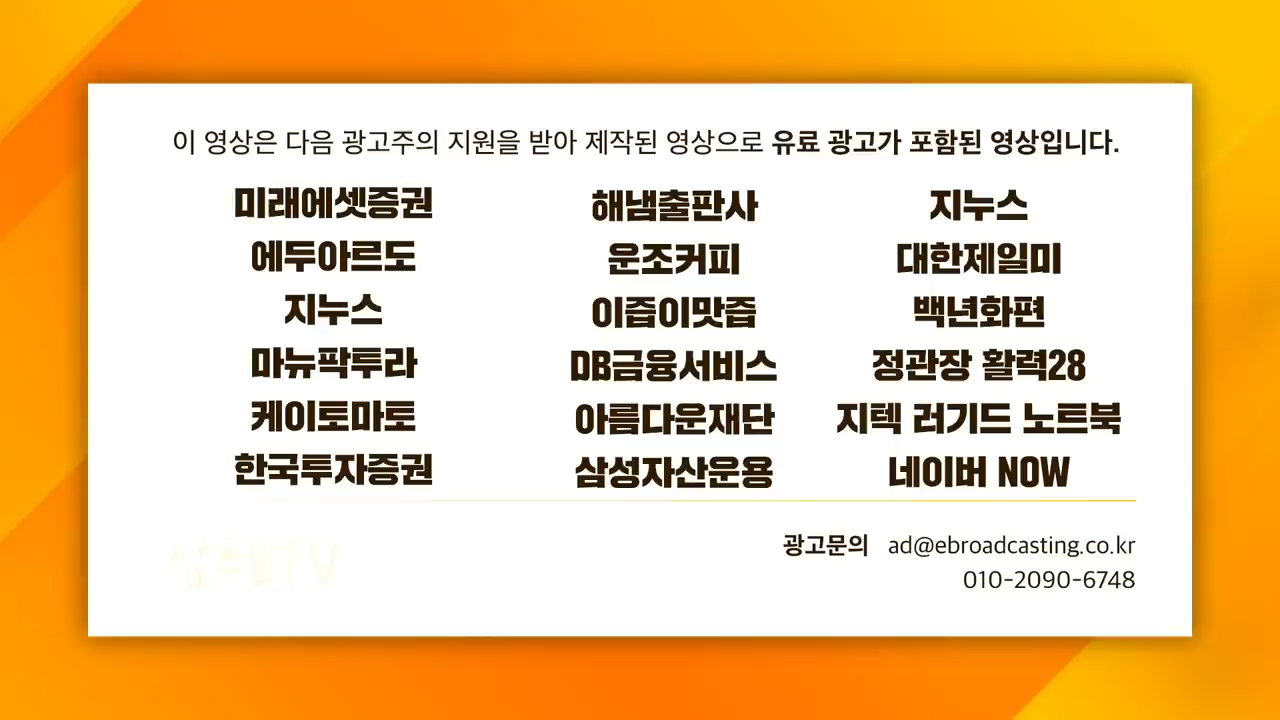 이 영상은 다음 광고주의 지원을 받아 제작된 영상으로 유료 광고가 포함된 영상입니다.
미래에셋증권 해냄출판사 지누스
에두아르도 운조커피 대한제일미
지누스 이즙이맛즙 백년화편
마뉴팍투라 DB금융서비스 정관장 활력28
케이토마토 아름다운재단 지텍 러기드 노트북
한국투자증권 삼성자산운용 네이버 NOW
광고문의 ad@ebroadcasting.co.kr
010-2090-6748